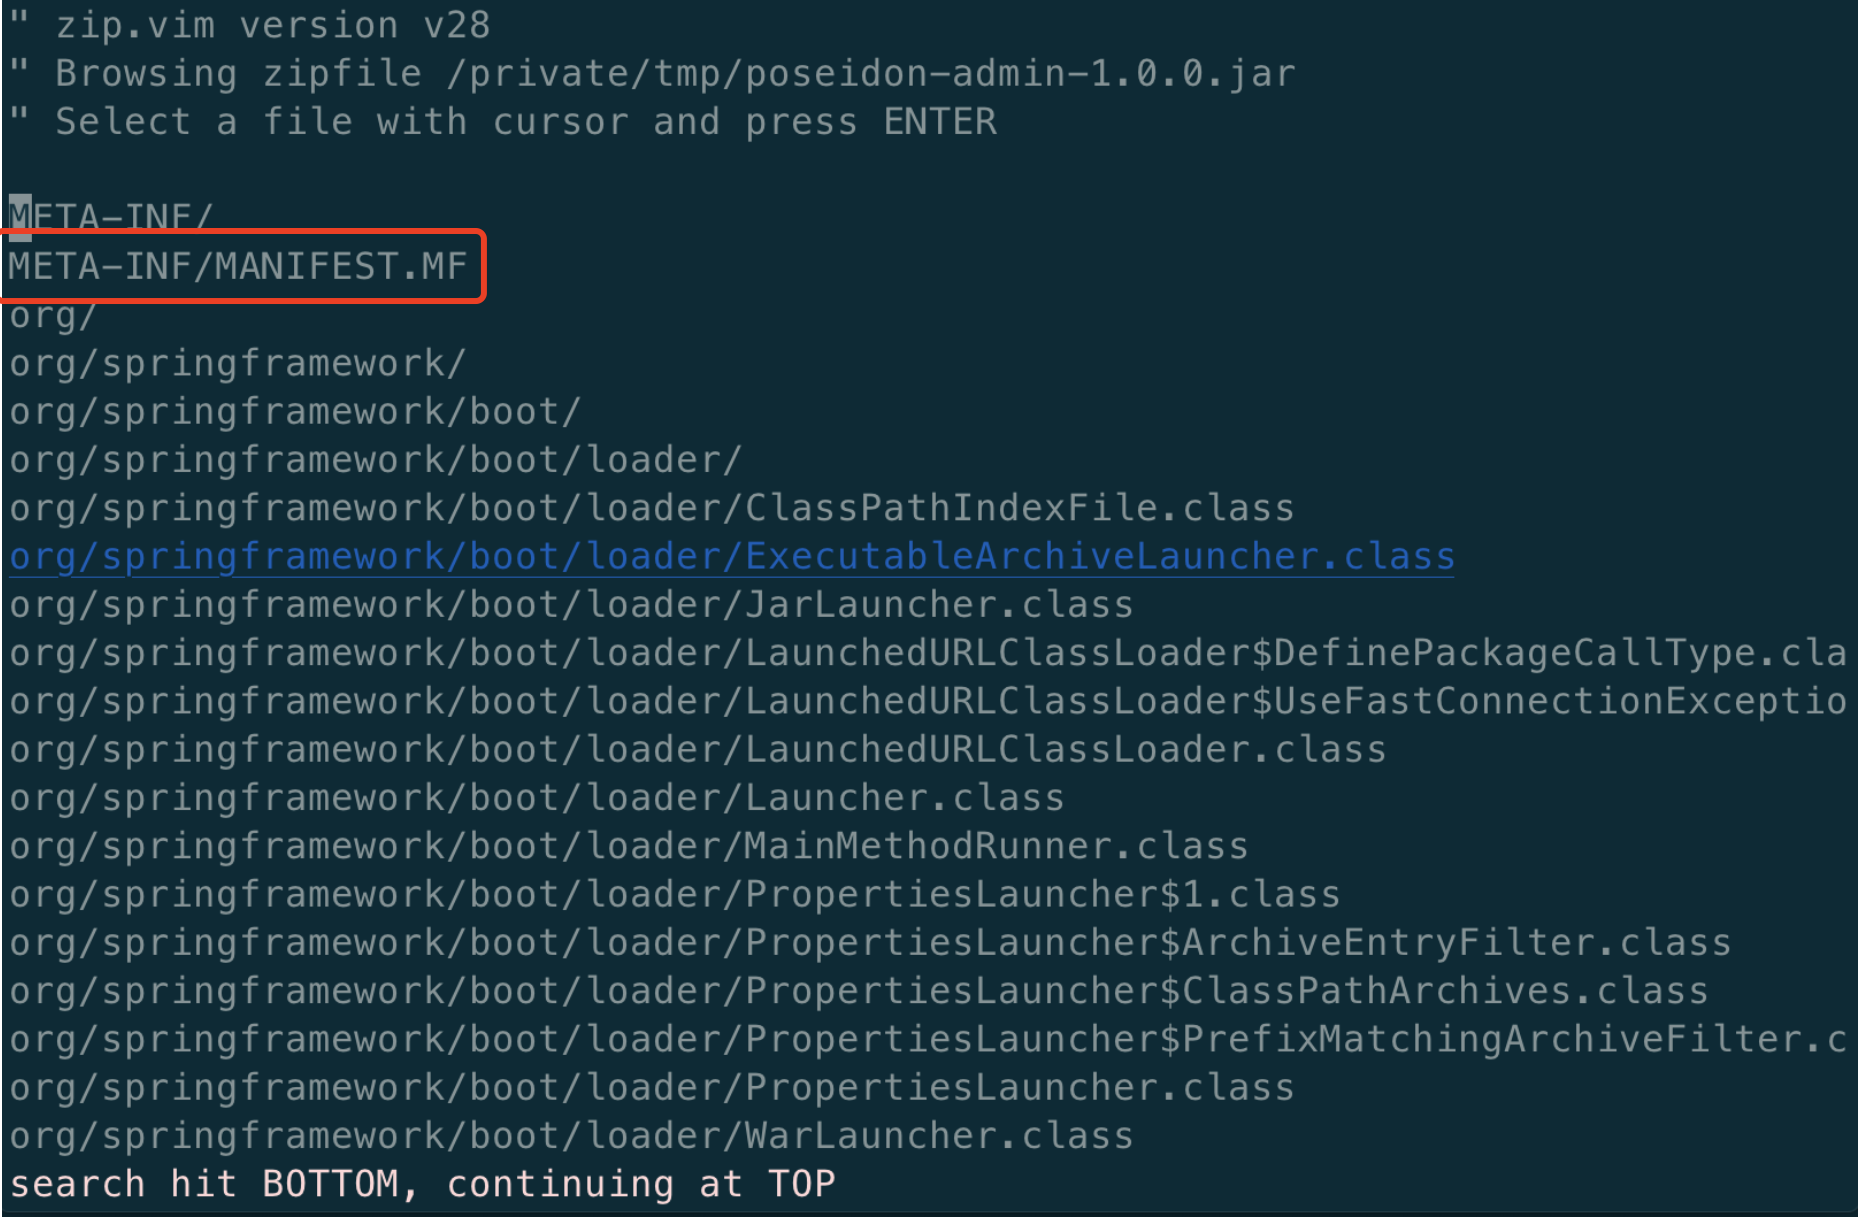 " zip.vim version v28
" Browsing zipfile /private/tmp/poseidon-admin-1.0.0.jar
" Select a file with cursor and press ENTER
META-INF/
META-INF/MANIFEST.MF
org/
org/springframework/
org/springframework/boot/
org/springframework/boot/loader/
org/springframework/boot/loader/ClassPathIndexFile.class
org/springframework/boot/loader/ExecutableArchiveLauncher.class
org/springframework/boot/loader/JarLauncher.class
org/springframework/boot/loader/LaunchedURLClassLoader$DefinePackageCallType.cla
org/springframework/boot/loader/LaunchedURLClassLoader$UseFastConnectionExceptio
org/springframework/boot/loader/LaunchedURLClassLoader.class
org/springframework/boot/loader/Launcher.class
org/springframework/boot/loader/MainMethodRunner.class
org/springframework/boot/loader/PropertiesLauncher$1.class
org/springframework/boot/loader/PropertiesLauncher$ArchiveEntryFilter.class
org/springframework/boot/loader/PropertiesLauncher$ClassPathArchives.class
org/springframework/boot/loader/PropertiesLauncher$PrefixMatchingArchiveFilter.c
org/springframework/boot/loader/PropertiesLauncher.class
org/springframework/boot/loader/WarLauncher.class
search hit BOTTOM, continuing at TOP